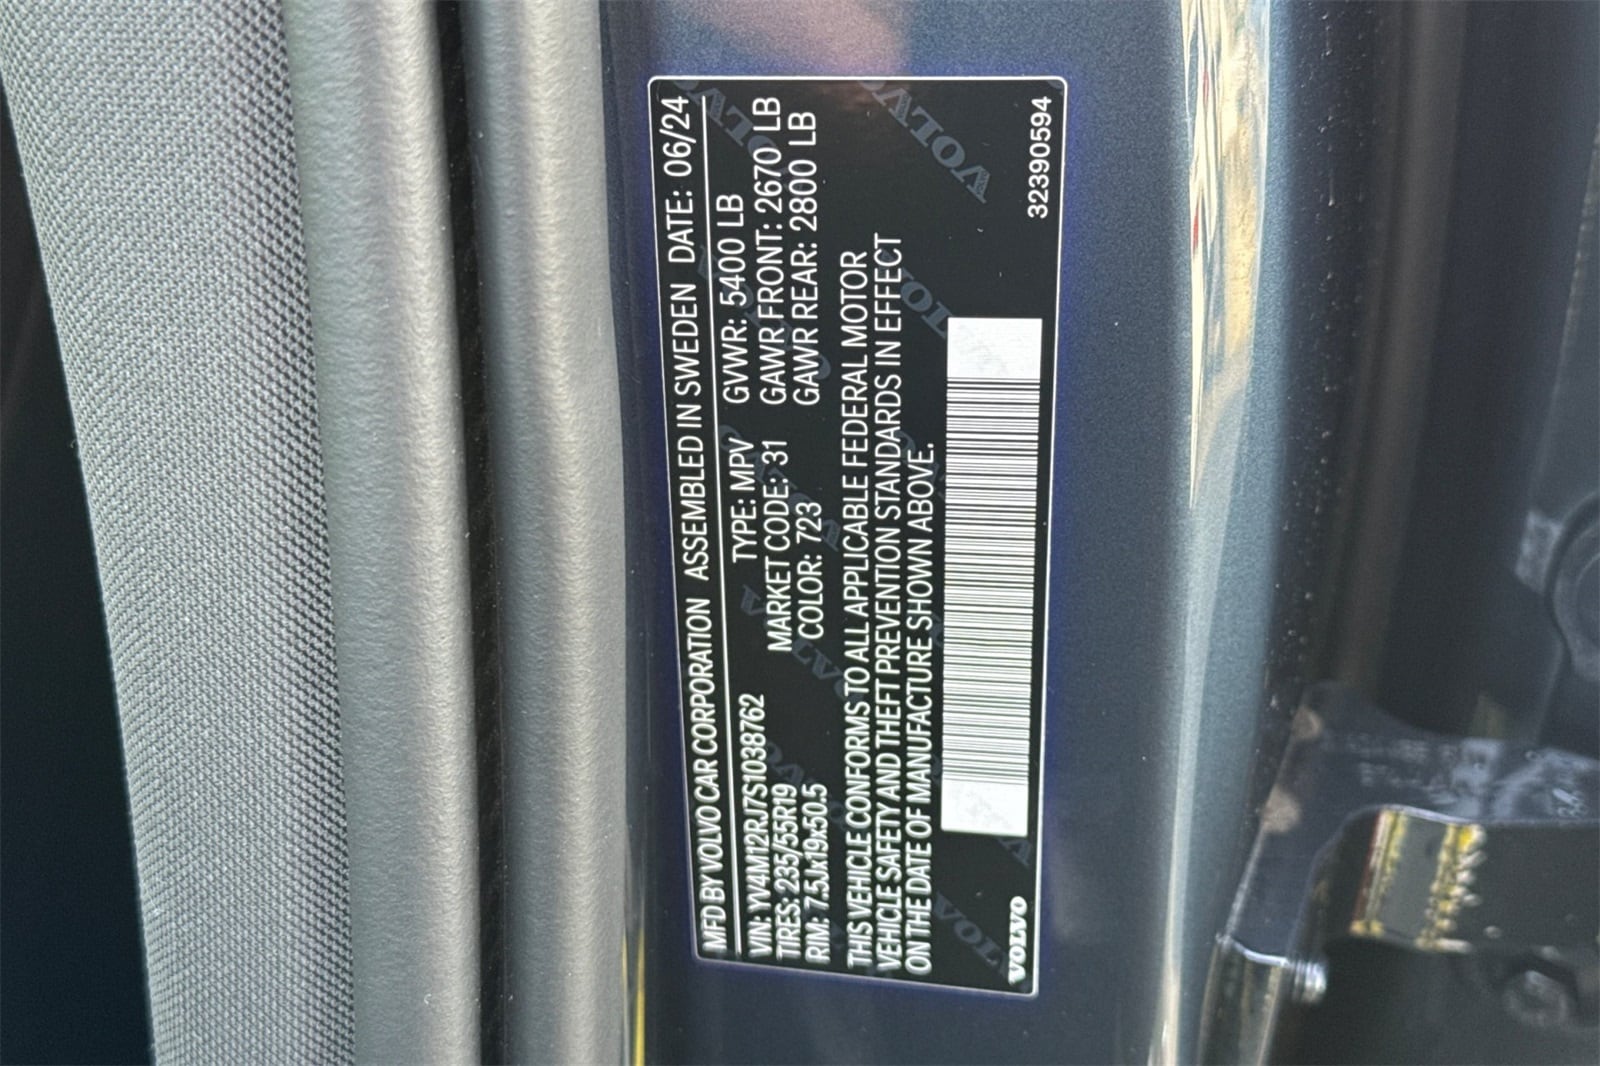 MFD BY VOLVO CAR CORPORATION ASSEMBLED IN SWEDEN DATE: 06/24
VIN: YV4M12RJ7S1038762 TYPE: MPV GVWR: 5400 LB
TIRES: 235/55R19 MARKET CODE: 31 GAWR FRONT: 2670 LB
RIM: 7.5Jx19x50.5 COLOR: 723 GAWR REAR: 2800 LB
THIS VEHICLE CONFORMS TO ALL APPLICABLE FEDERAL MOTOR
VEHICLE SAFETY AND THEFT PREVENTION STANDARDS IN EFFECT
ON THE DATE OF MANUFACTURE SHOWN ABOVE.
VOLVO 32390594